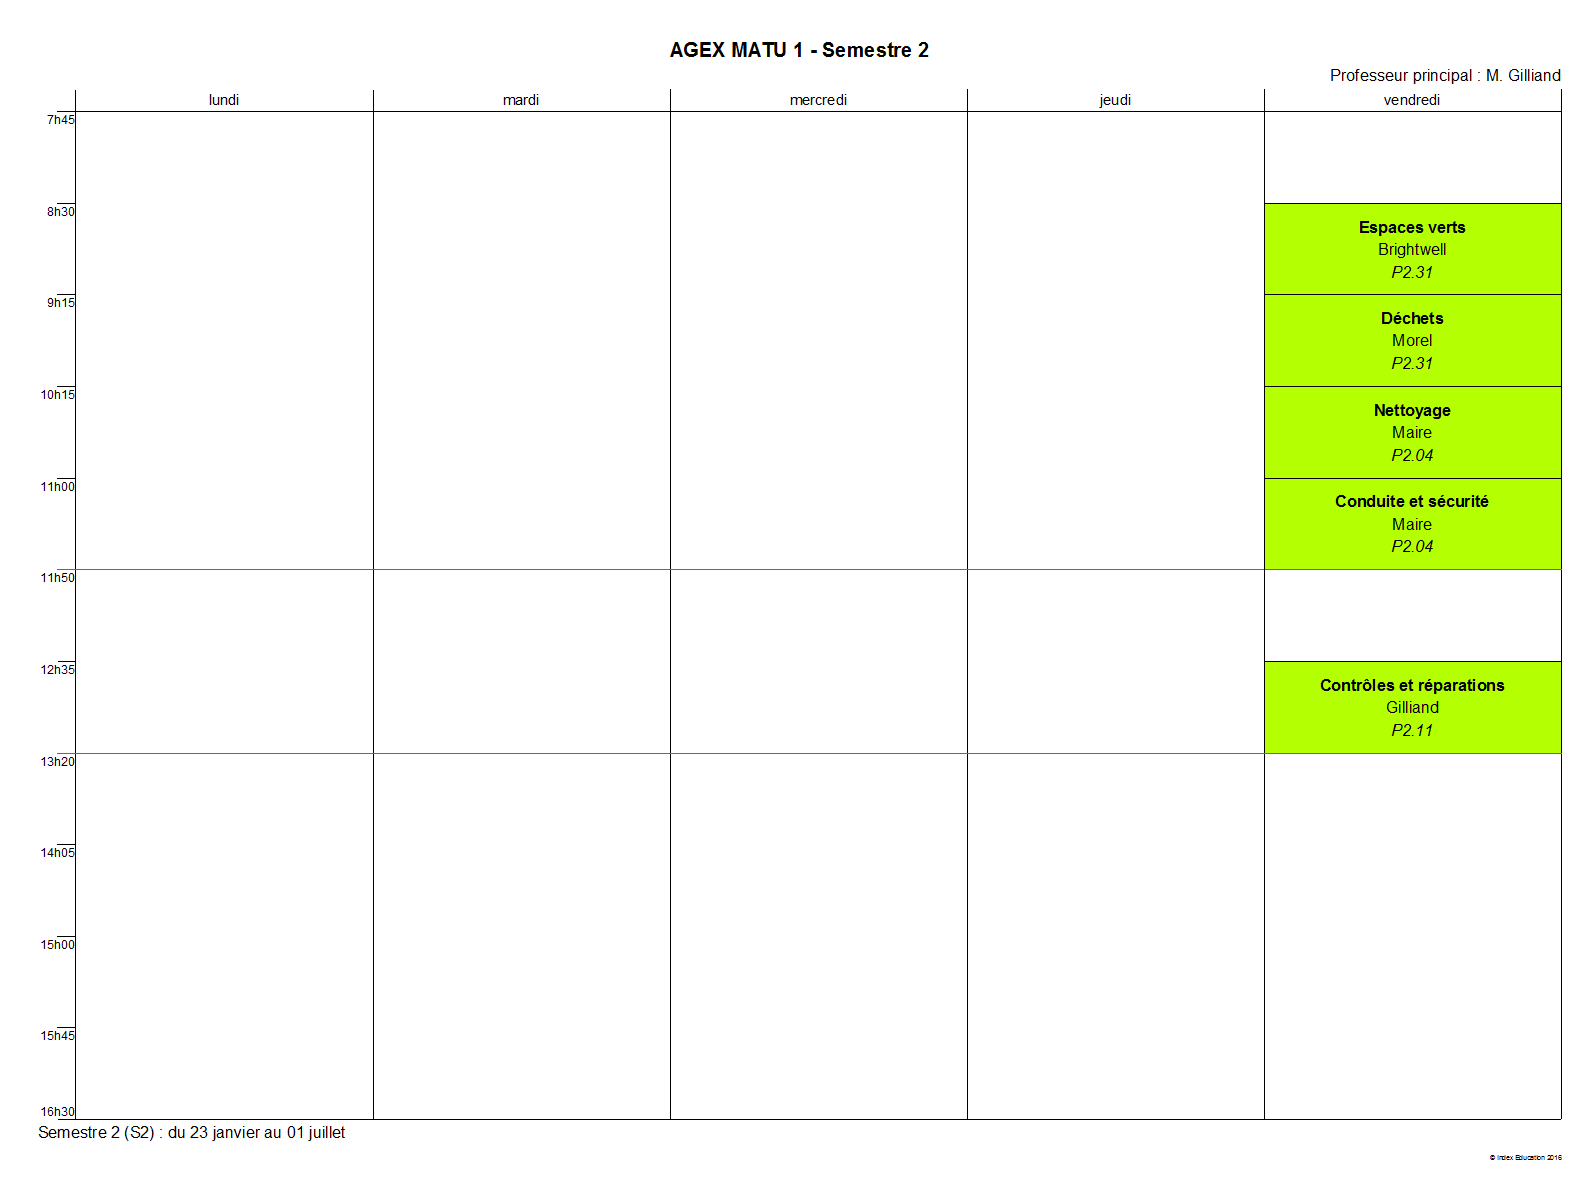 AGEX MATU 1 - Semestre 2
Professeur principal : M. Gilliand
lundi mardi mercredi jeudi vendredi
7h45
8h30
Espaces verts
Brightwell
P2.31
9h15
Déchets
Morel
P2.31
10h15
Nettoyage
Maire
P2.04
11h00
Conduite et sécurité
Maire
P2.04
11h50
12h35
Contrôles et réparations
Gilliand
P2.11
13h20
14h05
15h00
15h45
16h30
Semestre 2 (S2) : du 23 janvier au 01 juillet
© Index Education 2016